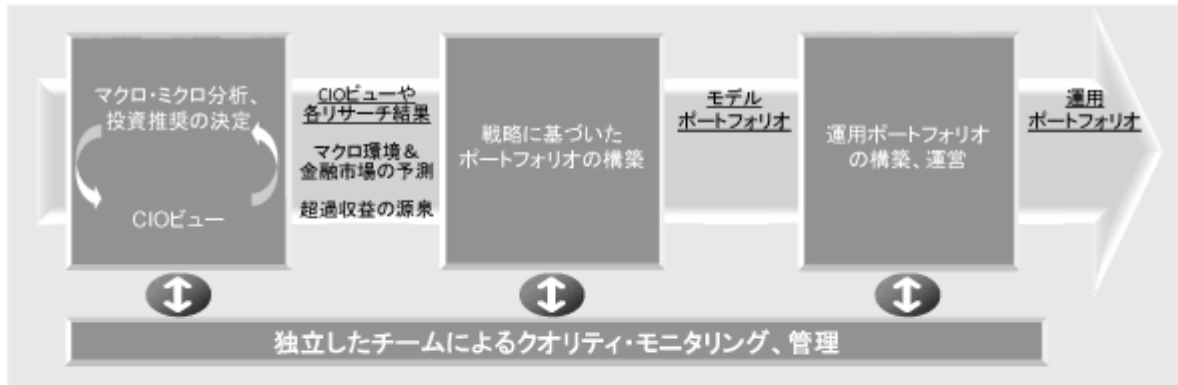 マクロ・ミクロ分析、
投資推奨の決定
CIOビュー
CIOビューや
各リサーチ結果
マクロ環境＆
金融市場の予測
超過収益の源泉
戦略に基づいた
ポートフォリオの構築
モデル
ポートフォリオ
運用ポートフォリオ
の構築、運営
運用
ポートフォリオ
独立したチームによるクオリティ・モニタリング、管理